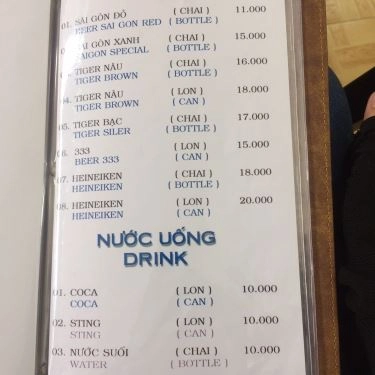 01. SÀI GÒN ĐỎ ( CHAI ) 11.000
BEER SAI GON RED ( BOTTLE )
SÀI GÒN XANH ( CHAI ) 15.000
SAIGON SPECIAL ( BOTTLE )
TIGER NÂU ( CHAI ) 16.000
TIGER BROWN ( BOTTLE )
04. TIGER NÂU ( LON ) 18.000
TIGER BROWN ( CAN )
05. TIGER BẠC ( CHAI ) 17.000
TIGER SILER ( BOTTLE )
06. 333 ( LON ) 15.000
BEER 333 ( CAN )
07. HEINEIKEN ( CHAI ) 18.000
HEINEIKEN ( BOTTLE )
08. HEINEIKEN ( LON ) 20.000
HEINEIKEN ( CAN )
NƯỚC UỐNG
DRINK
01. COCA ( LON ) 10.000
COCA ( CAN )
02. STING ( LON ) 10.000
STING ( CAN )
03. NƯỚC SUỐI ( CHAI ) 10.000
WATER ( BOTTLE )